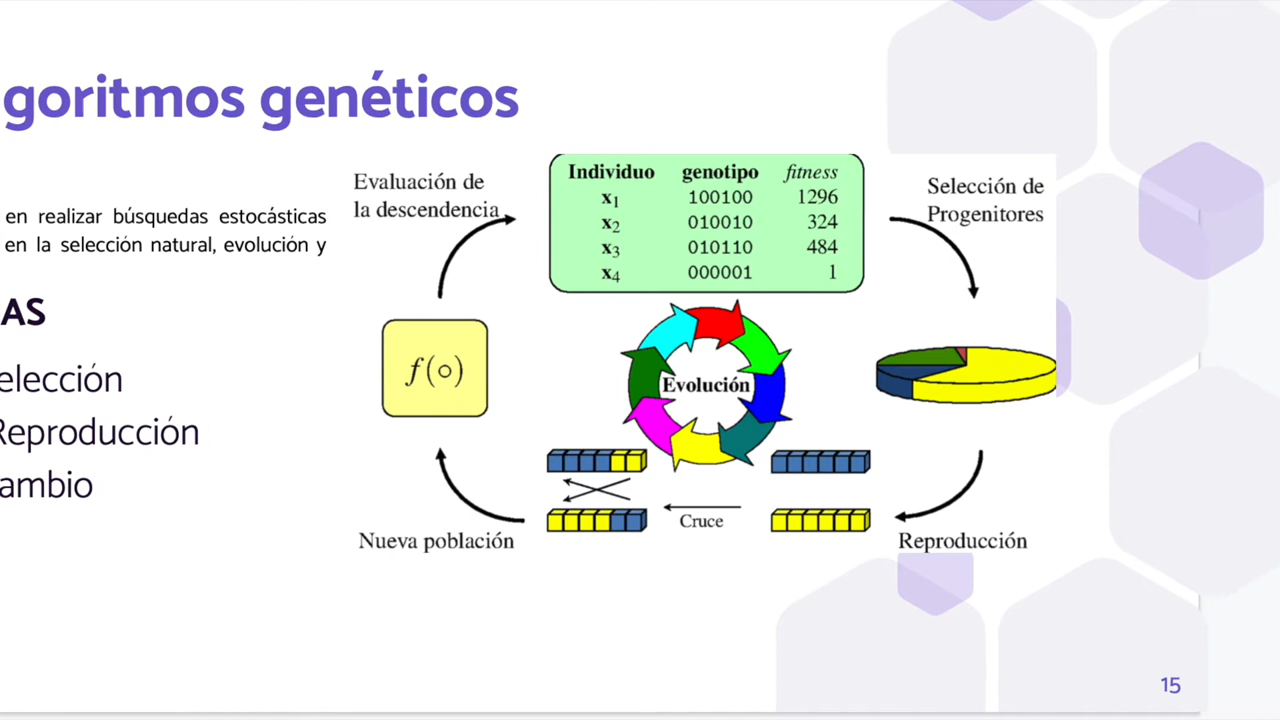 goritmos genéticos
en realizar búsquedas estocásticas
en la selección natural, evolución y
AS
elección
Reproducción
ambio
Evaluación de
la descendencia
Individuo genotipo fitness
x1 100100 1296
x2 010010 324
x3 010110 484
x4 000001 1
Selección de
Progenitores
f(○)
Evolución
Cruce
Nueva población
Reproducción
15